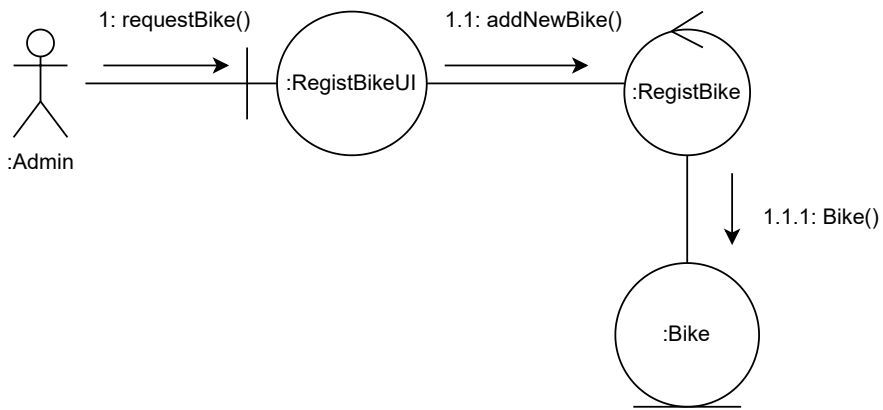 1: requestBike()
1.1: addNewBike()
:RegistBikeUI
:RegistBike
:Admin
1.1.1: Bike()
:Bike